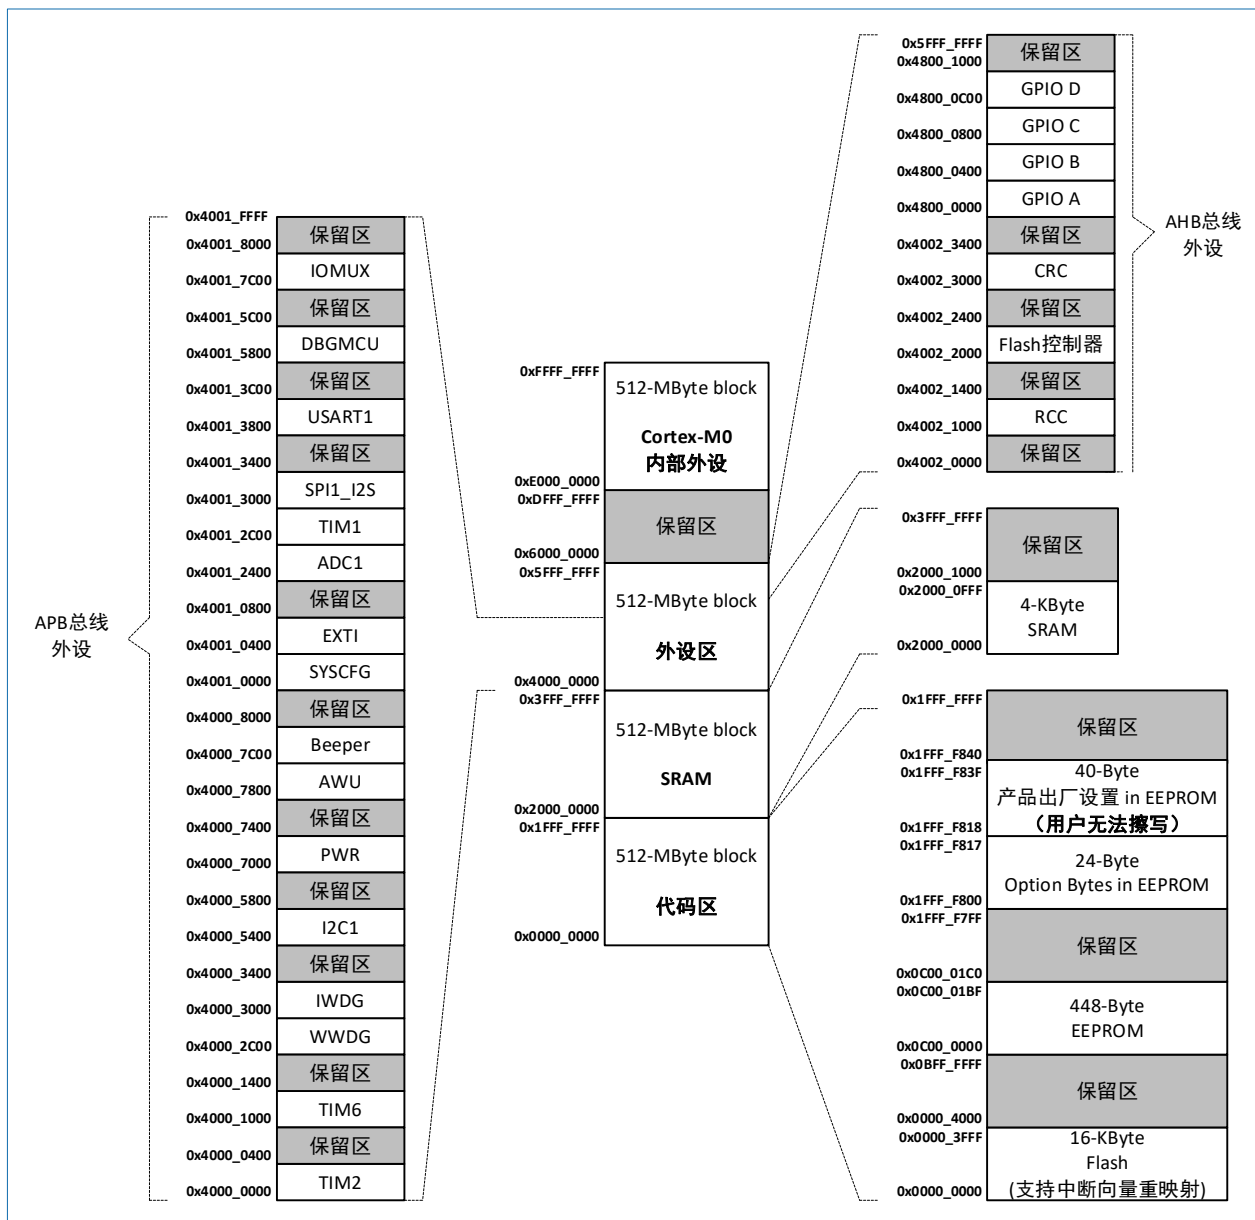 APB总线
外设
0x4001_FFFF
保留区
0x4001_8000
IOMUX
0x4001_7C00
保留区
0x4001_5C00
DBGMCU
0x4001_5800
保留区
0x4001_3C00
USART1
0x4001_3800
保留区
0x4001_3400
SPI1_I2S
0x4001_3000
TIM1
0x4001_2C00
ADC1
0x4001_2400
保留区
0x4001_0800
EXTI
0x4001_0400
SYSCFG
0x4001_0000
保留区
0x4000_8000
Beeper
0x4000_7C00
AWU
0x4000_7800
保留区
0x4000_7400
PWR
0x4000_7000
保留区
0x4000_5800
I2C1
0x4000_5400
保留区
0x4000_3400
IWDG
0x4000_3000
WWDG
0x4000_2C00
保留区
0x4000_1400
TIM6
0x4000_1000
保留区
0x4000_0400
TIM2
0x4000_0000
0xFFFF_FFFF
512-MByte block
Cortex-M0
内部外设
0xE000_0000
0xDFFF_FFFF
保留区
0x6000_0000
0x5FFF_FFFF
512-MByte block
外设区
0x4000_0000
0x3FFF_FFFF
512-MByte block
SRAM
0x2000_0000
0x1FFF_FFFF
512-MByte block
代码区
0x0000_0000
0x5FFF_FFFF
保留区
0x4800_1000
GPIO D
0x4800_0C00
GPIO C
0x4800_0800
GPIO B
0x4800_0400
GPIO A
0x4800_0000
保留区
0x4002_3400
CRC
0x4002_3000
保留区
0x4002_2400
Flash控制器
0x4002_2000
保留区
0x4002_1400
RCC
0x4002_1000
保留区
0x4002_0000
AHB总线
外设
0x3FFF_FFFF
保留区
0x2000_1000
0x2000_0FFF
4-KByte
SRAM
0x2000_0000
0x1FFF_FFFF
保留区
0x1FFF_F840
0x1FFF_F83F
40-Byte
产品出厂设置 in EEPROM
（用户无法擦写）
0x1FFF_F818
0x1FFF_F817
24-Byte
Option Bytes in EEPROM
0x1FFF_F800
0x1FFF_F7FF
保留区
0x0C00_01C0
0x0C00_01BF
448-Byte
EEPROM
0x0C00_0000
0x0BFF_FFFF
保留区
0x0000_4000
0x0000_3FFF
16-KByte
Flash
(支持中断向量重映射)
0x0000_0000